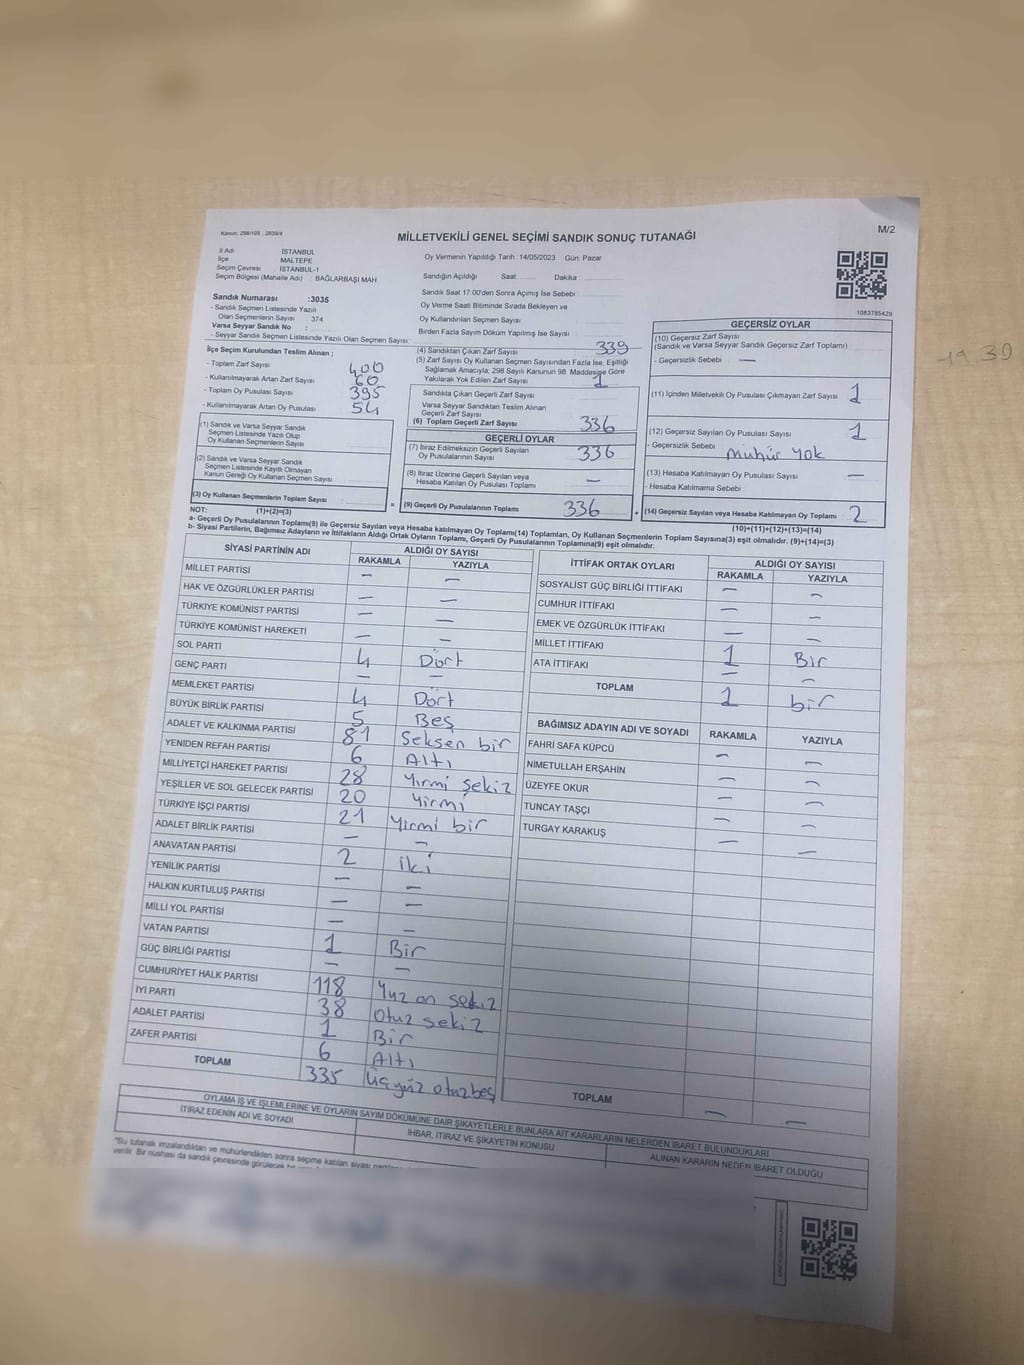 Kanun: 298/105 , 2839/4
M/2
MİLLETVEKİLİ GENEL SEÇİMİ SANDIK SONUÇ TUTANAĞI
İl Adı İSTANBUL
İlçe MALTEPE
Seçim Çevresi İSTANBUL-1
Seçim Bölgesi (Mahalle Adı) : BAĞLARBAŞI MAH
Sandık Numarası :3035
- Sandık Seçmen Listesinde Yazılı
Olan Seçmenlerin Sayısı : 374
Varsa Seyyar Sandık No :
- Seyyar Sandık Seçmen Listesinde Yazılı Olan Seçmen Sayısı
Oy Vermenin Yapıldığı Tarih :14/05/2023 Gün: Pazar
Sandığın Açıldığı Saat: Dakika :
Sandık Saat 17.00'den Sonra Açımış İse Sebebi :
Oy Verme Saati Bitiminde Sırada Bekleyen ve
Oy Kullandırılan Seçmen Sayısı
Birden Fazla Sayım Döküm Yapılmış İse Sayısı
1083785429
19 30
İlçe Seçim Kurulundan Teslim Alınan ;
- Toplam Zarf Sayısı : 400
- Kullanılmayarak Artan Zarf Sayısı : 60
- Toplam Oy Pusulası Sayısı : 395
- Kullanılmayarak Artan Oy Pusulası : 54
(1) Sandık ve Varsa Seyyar Sandık
Seçmen Listesinde Yazılı Olup
Oy Kullanan Seçmenlerin Sayısı
(2) Sandık ve Varsa Seyyar Sandık
Seçmen Listesinde Kayıtlı Olmayan
Kanun Gereği Oy Kullanan Seçmen Sayısı
(3) Oy Kullanan Seçmenlerin Toplam Sayısı
(1)+(2)=(3)
(4) Sandıktan Çıkan Zarf Sayısı 339
(5) Zarf Sayısı Oy Kullanan Seçmen Sayısından Fazla İse, Eşitliği
Sağlamak Amacıyla; 298 Sayılı Kanunun 98. Maddesine Göre
Yakılarak Yok Edilen Zarf Sayısı 1
Sandıkta Çıkan Geçerli Zarf Sayısı
Varsa Seyyar Sandıktan Teslim Alınan
Geçerli Zarf Sayısı
(6) Toplam Geçerli Zarf Sayısı 336
GEÇERLİ OYLAR
(7) İtiraz Edilmeksizin Geçerli Sayılan
Oy Pusulalarının Sayısı 336
(8) İtiraz Üzerine Geçerli Sayılan veya
Hesaba Katılan Oy Pusulası Toplamı –
(9) Geçerli Oy Pusulalarının Toplamı 336
GEÇERSİZ OYLAR
(10) Geçersiz Zarf Sayısı
(Sandık ve Varsa Seyyar Sandık Geçersiz Zarf Toplamı)
- Geçersizlik Sebebi : –
(11) İçinden Milletvekili Oy Pusulası Çıkmayan Zarf Sayısı 1
(12) Geçersiz Sayılan Oy Pusulası Sayısı 1
- Geçersizlik Sebebi : mühür yok
(13) Hesaba Katılmayan Oy Pusulası Sayısı –
- Hesaba Katılmama Sebebi
(14) Geçersiz Sayılan veya Hesaba Katılmayan Oy Toplamı : 2
(10)+(11)+(12)+(13)=(14)
NOT:
a- Geçerli Oy Pusulalarının Toplamı(9) ile Geçersiz Sayılan veya Hesaba katılmayan Oy Toplamı(14) Toplamları, Oy Kullanan Seçmenlerin Toplam Sayısına(3) eşit olmalıdır. (9)+(14)=(3)
b- Siyasi Partilerin, Bağımsız Adayların ve İttifakların Aldığı Ortak Oyların Toplamı, Geçerli Oy Pusulalarının Toplamına(9) eşit olmalıdır.
SİYASİ PARTİNİN ADI ALDIĞI OY SAYISI
RAKAMLA YAZIYLA
MİLLET PARTİSİ – –
HAK VE ÖZGÜRLÜKLER PARTİSİ – –
TÜRKİYE KOMÜNİST PARTİSİ – –
TÜRKİYE KOMÜNİST HAREKETİ – –
SOL PARTİ 4 Dört
GENÇ PARTİ – –
MEMLEKET PARTİSİ 4 Dört
BÜYÜK BİRLİK PARTİSİ 5 Beş
ADALET VE KALKINMA PARTİSİ 81 Seksen bir
YENİDEN REFAH PARTİSİ 6 Altı
MİLLİYETÇİ HAREKET PARTİSİ 28 Yirmi sekiz
YEŞİLLER VE SOL GELECEK PARTİSİ 20 Yirmi
TÜRKİYE İŞÇİ PARTİSİ 21 Yirmi bir
ADALET BİRLİK PARTİSİ – –
ANAVATAN PARTİSİ 2 iki
YENİLİK PARTİSİ – –
HALKIN KURTULUŞ PARTİSİ – –
MİLLİ YOL PARTİSİ – –
VATAN PARTİSİ 1 Bir
GÜÇ BİRLİĞİ PARTİSİ – –
CUMHURİYET HALK PARTİSİ 118 Yüz on sekiz
İYİ PARTİ 38 Otuz sekiz
ADALET PARTİSİ 1 Bir
ZAFER PARTİSİ 6 Altı
TOPLAM 335 Üçyüz otuzbeş
İTTİFAK ORTAK OYLARI ALDIĞI OY SAYISI
RAKAMLA YAZIYLA
SOSYALİST GÜÇ BİRLİĞİ İTTİFAKI – –
CUMHUR İTTİFAKI – –
EMEK VE ÖZGÜRLÜK İTTİFAKI – –
MİLLET İTTİFAKI 1 Bir
ATA İTTİFAKI – –
TOPLAM 1 bir
BAĞIMSIZ ADAYIN ADI VE SOYADI RAKAMLA YAZIYLA
FAHRİ SAFA KÜPCÜ – –
NİMETULLAH ERŞAHİN – –
ÜZEYFE OKUR – –
TUNCAY TAŞÇI – –
TURGAY KARAKUŞ – –
TOPLAM – –
OYLAMA İŞ VE İŞLEMLERİNE VE OYLARIN SAYIM DÖKÜMÜNE DAİR ŞİKAYETLERLE BUNLARA AİT KARARLARIN NELERDEN İBARET BULUNDUKLARI
İTİRAZ EDENİN ADI VE SOYADI İHBAR, İTİRAZ VE ŞİKAYETİN KONUSU ALINAN KARARIN NEDEN İBARET OLDUĞU
*Bu tutanak imzalandıktan ve mühürlendikten sonra seçime katılan siyasi
verilir. Bir nüshası da sandık çevresinde görülecek bir